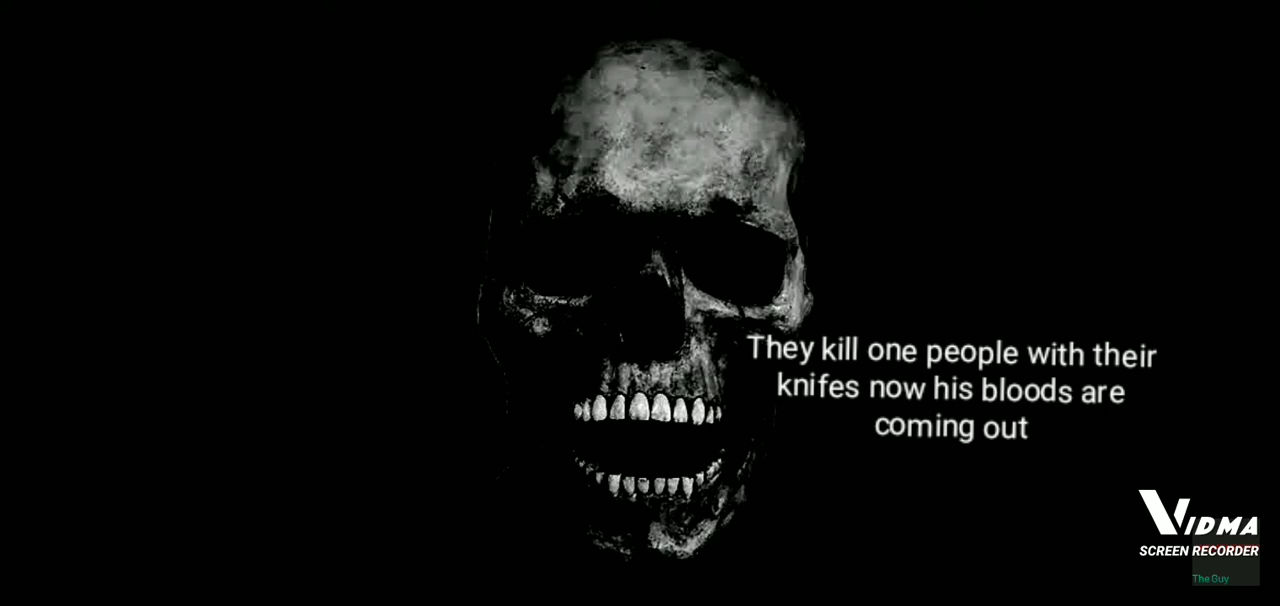 They kill one people with their
knifes now his bloods are
coming out
VIDMA
SCREEN RECORDER
The Guy